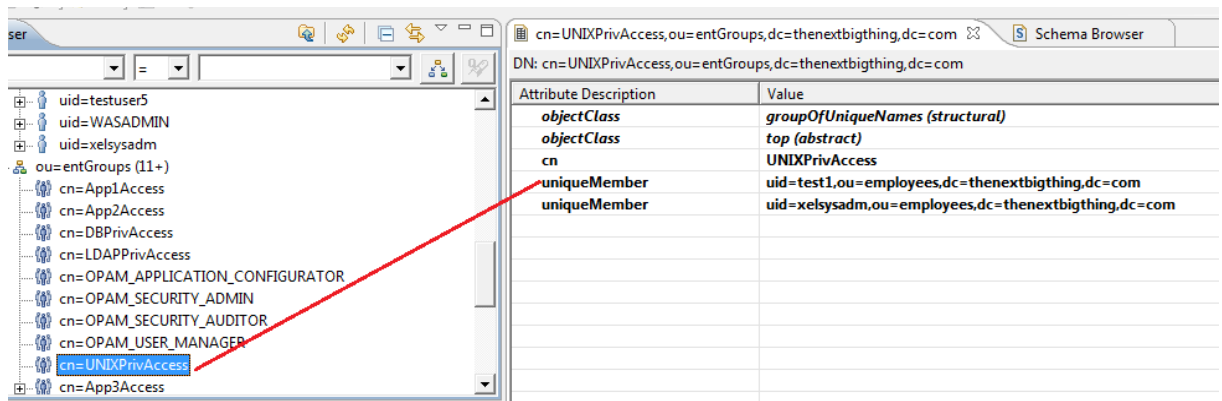 ser
cn=UNIXPrivAccess,ou=entGroups,dc=thenextbigthing,dc=com
Schema Browser
=
DN: cn=UNIXPrivAccess,ou=entGroups,dc=thenextbigthing,dc=com
uid=testuser5
uid=WASADMIN
uid=xelsysadm
ou=entGroups (11+)
cn=App1Access
cn=App2Access
cn=DBPrivAccess
cn=LDAPPrivAccess
cn=OPAM_APPLICATION_CONFIGURATOR
cn=OPAM_SECURITY_ADMIN
cn=OPAM_SECURITY_AUDITOR
cn=OPAM_USER_MANAGER
cn=UNIXPrivAccess
cn=App3Access
Attribute Description Value
objectClass groupOfUniqueNames (structural)
objectClass top (abstract)
cn UNIXPrivAccess
uniqueMember uid=test1,ou=employees,dc=thenextbigthing,dc=com
uniqueMember uid=xelsysadm,ou=employees,dc=thenextbigthing,dc=com